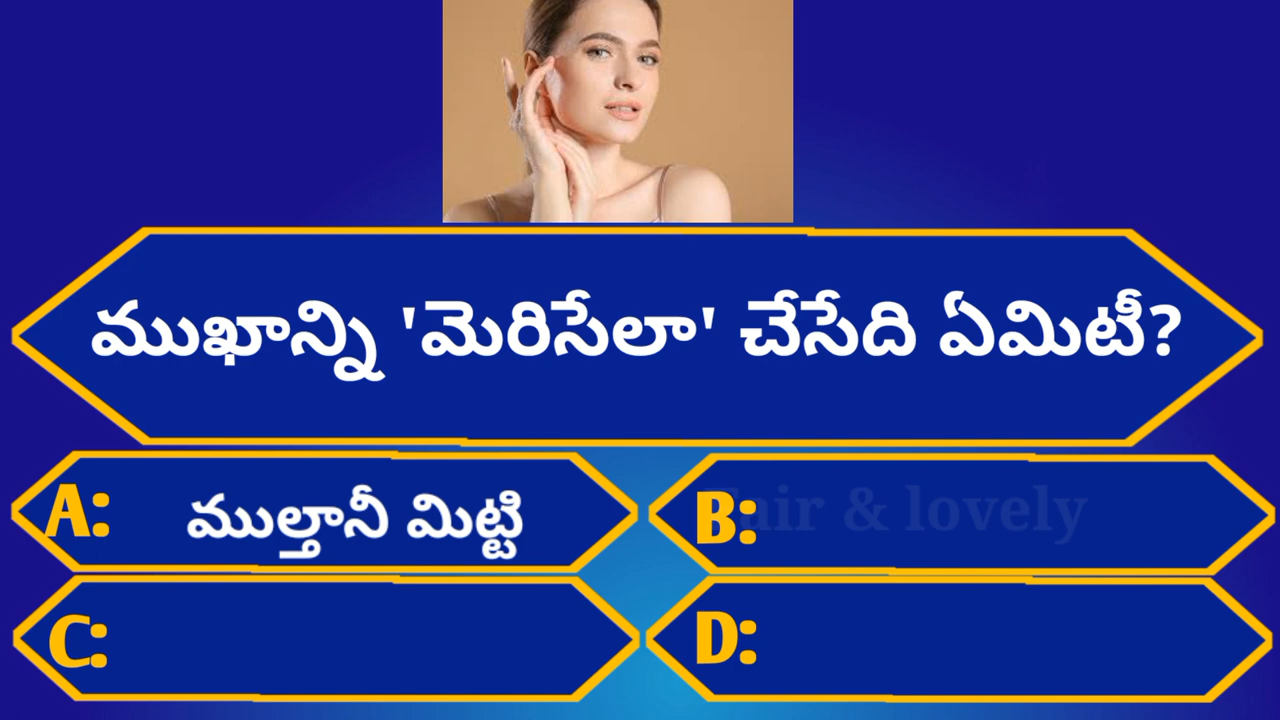 ముఖాన్ని 'మెరిసేలా' చేసేది ఏమిటీ?
A: ముల్తానీ మిట్టి
B: Fair & lovely
C:
D: